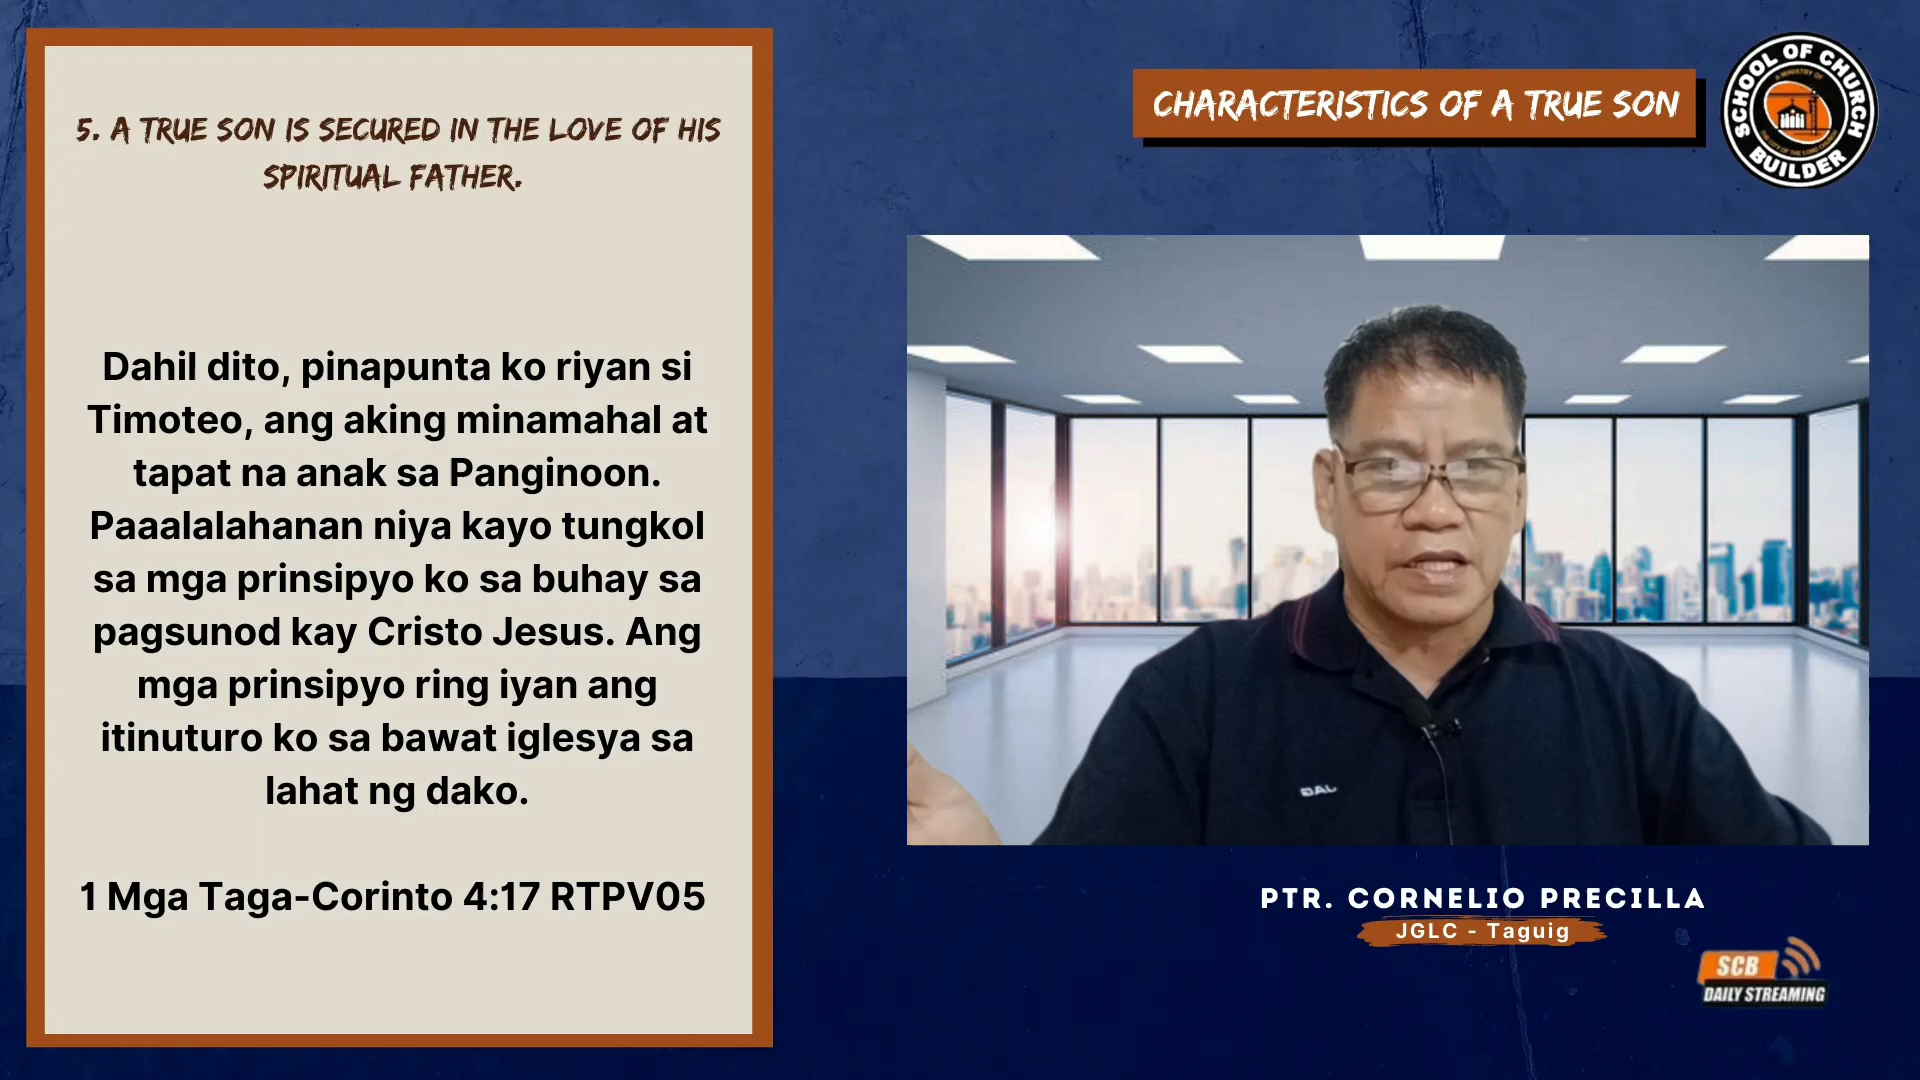 5. A TRUE SON IS SECURED IN THE LOVE OF HIS
SPIRITUAL FATHER.
Dahil dito, pinapunta ko riyan si
Timoteo, ang aking minamahal at
tapat na anak sa Panginoon.
Paaalalahanan niya kayo tungkol
sa mga prinsipyo ko sa buhay sa
pagsunod kay Cristo Jesus. Ang
mga prinsipyo ring iyan ang
itinuturo ko sa bawat iglesya sa
lahat ng dako.
1 Mga Taga-Corinto 4:17 RTPV05
CHARACTERISTICS OF A TRUE SON
SCHOOL OF CHURCH
BUILDER
A MINISTRY OF
PTR. CORNELIO PRECILLA
JGLC - Taguig
SCB
DAILY STREAMING